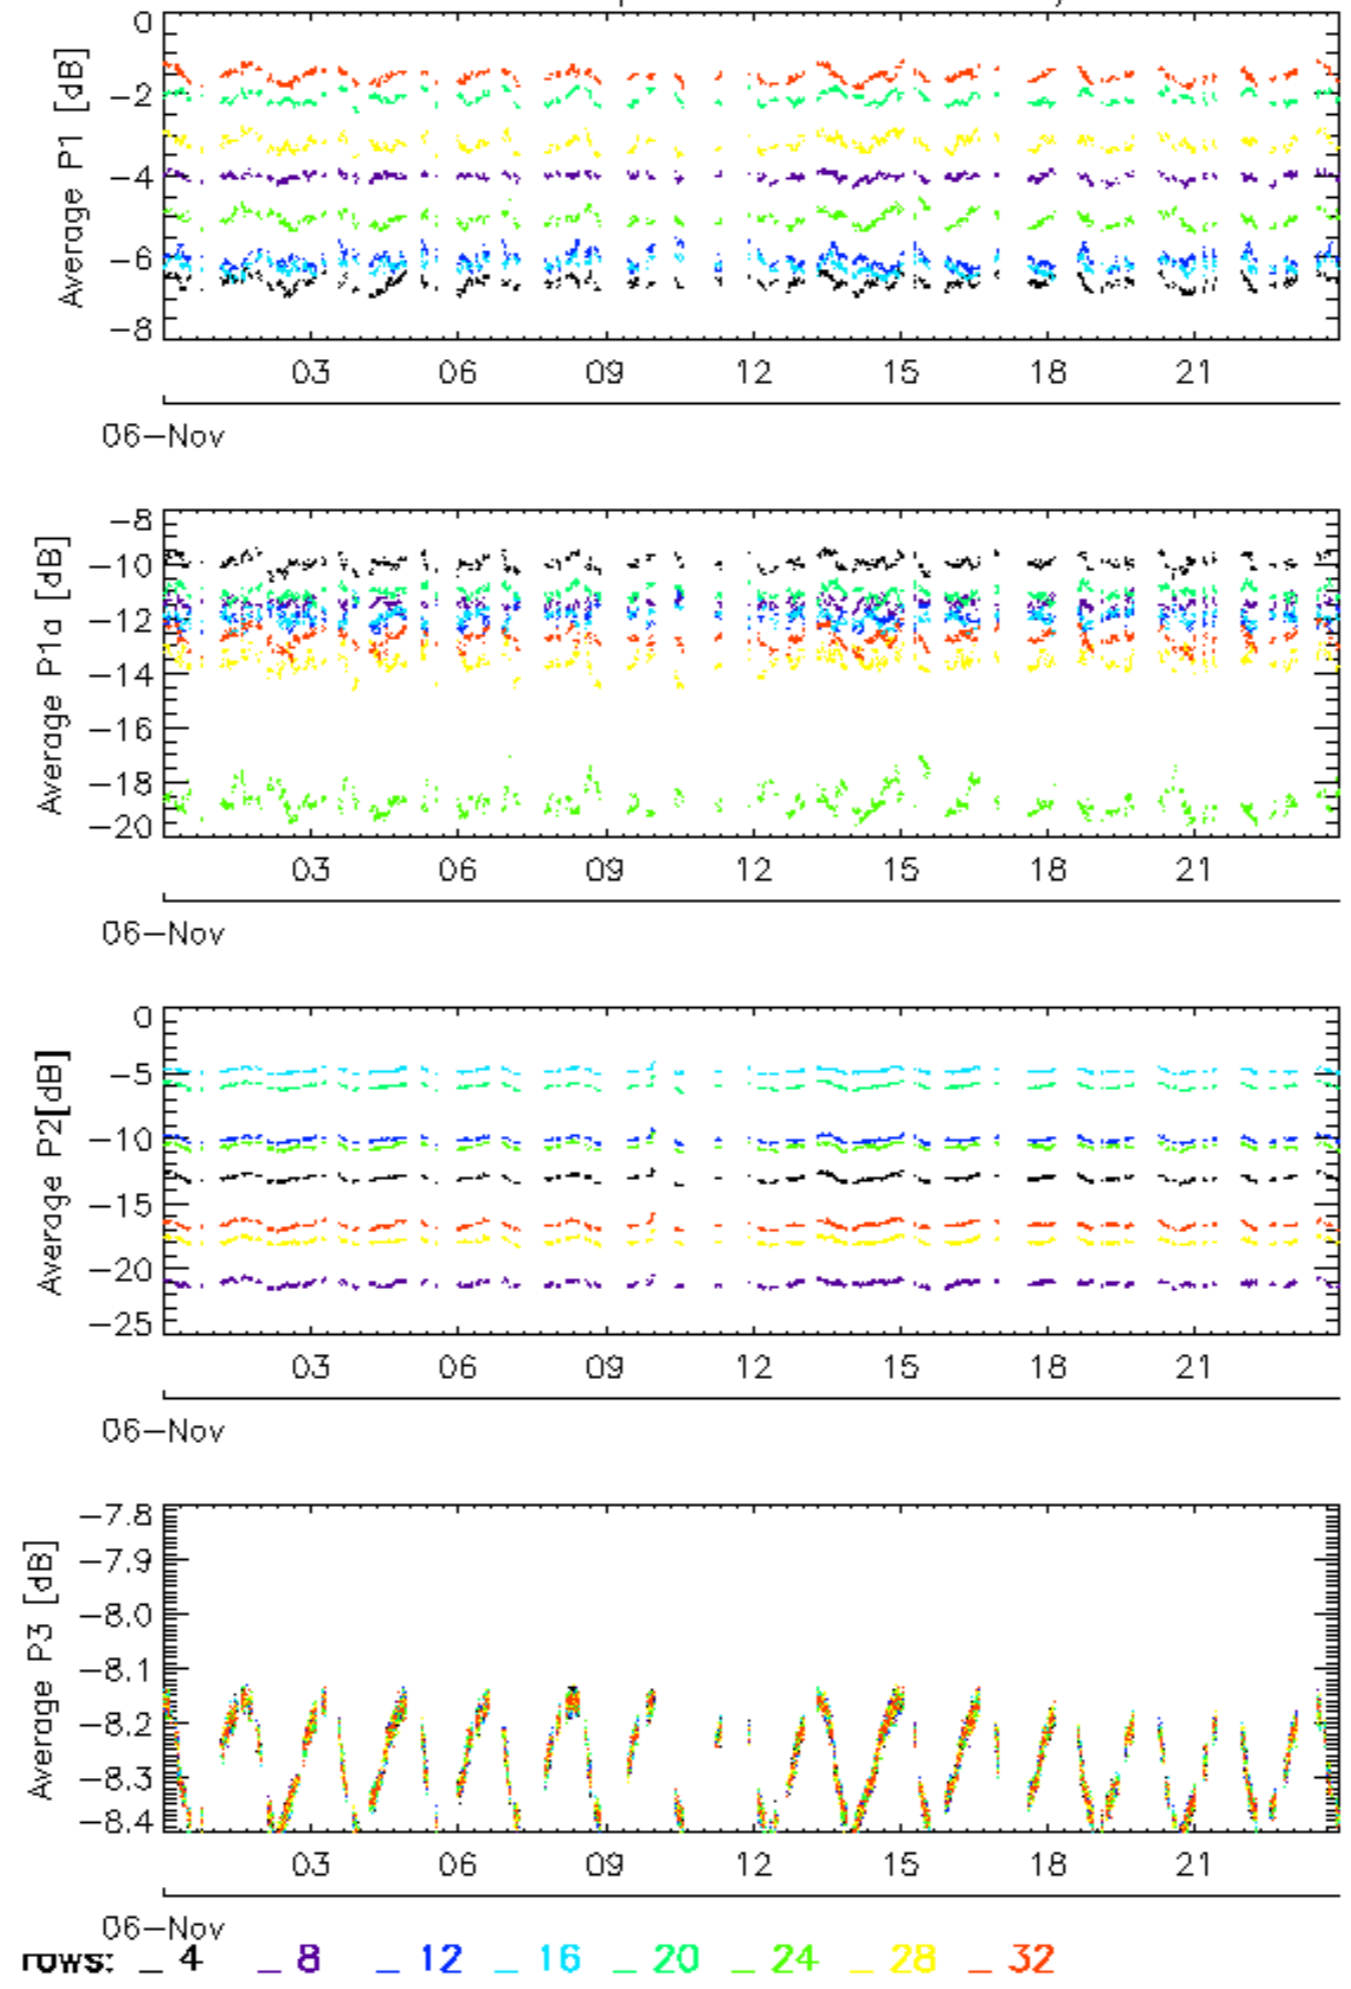 0
-2
-4
-6
-8
Average P1 [dB]
03 06 09 12 15 18 21
06-Nov
-8
-10
-12
-14
-16
-18
-20
Average P1a [dB]
03 06 09 12 15 18 21
06-Nov
0
-5
-10
-15
-20
-25
Average P2[dB]
03 06 09 12 15 18 21
06-Nov
-7.8
-7.9
-8.0
-8.1
-8.2
-8.3
-8.4
Average P3 [dB]
03 06 09 12 15 18 21
06-Nov
rows: _ 4 _ 8 _ 12 _ 16 _ 20 _ 24 _ 28 _ 32